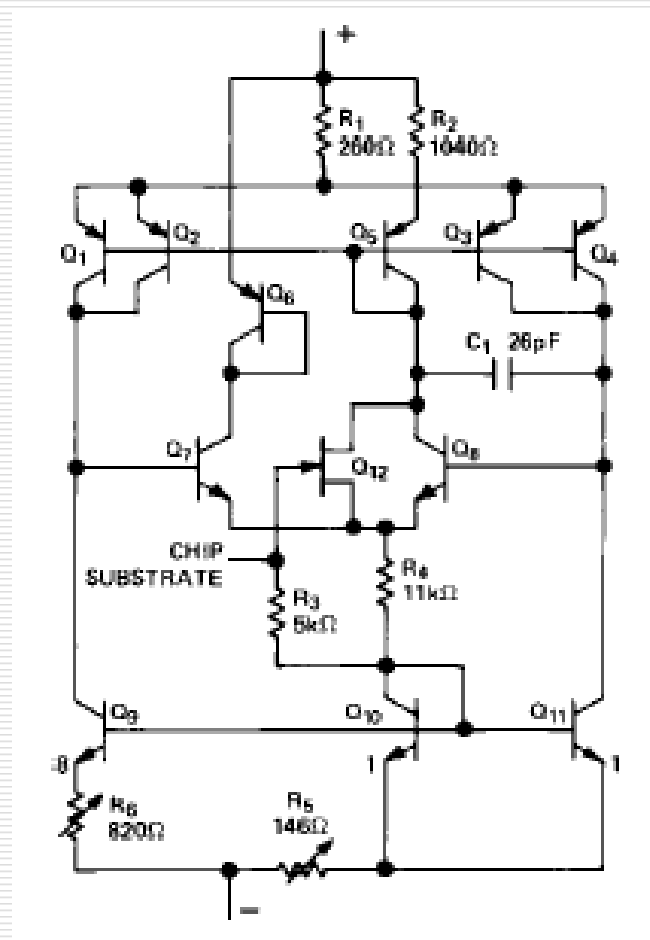 +
R1
260Ω
R2
1040Ω
Q1
Q2
Q5
Q3
Q4
Q6
C1 26pF
Q7
Q12
Q8
CHIP
SUBSTRATE
R3
5kΩ
R4
11kΩ
Q9
Q10
Q11
8
1
1
R6
820Ω
R5
146Ω
−